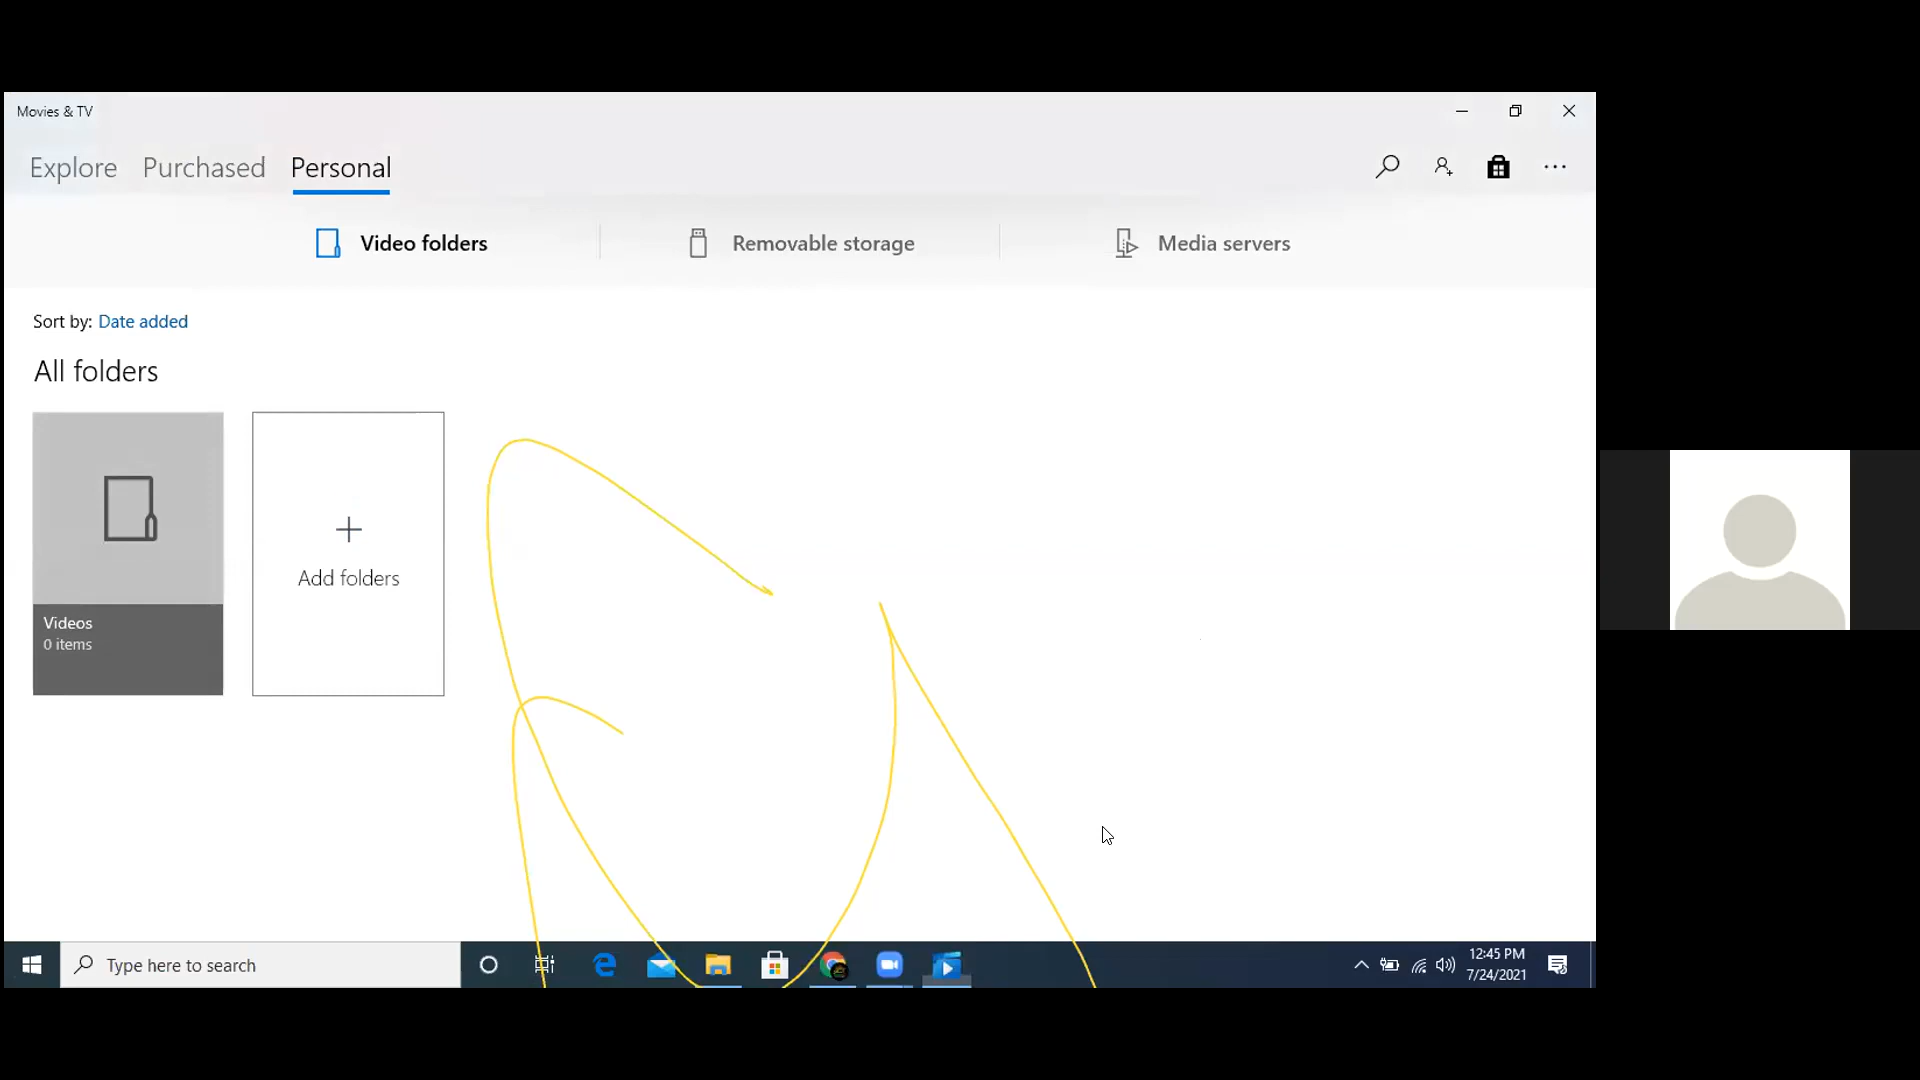 Movies & TV
Explore Purchased Personal
Video folders Removable storage Media servers
Sort by: Date added
All folders
Add folders
Videos
0 items
Type here to search
12:45 PM
7/24/2021